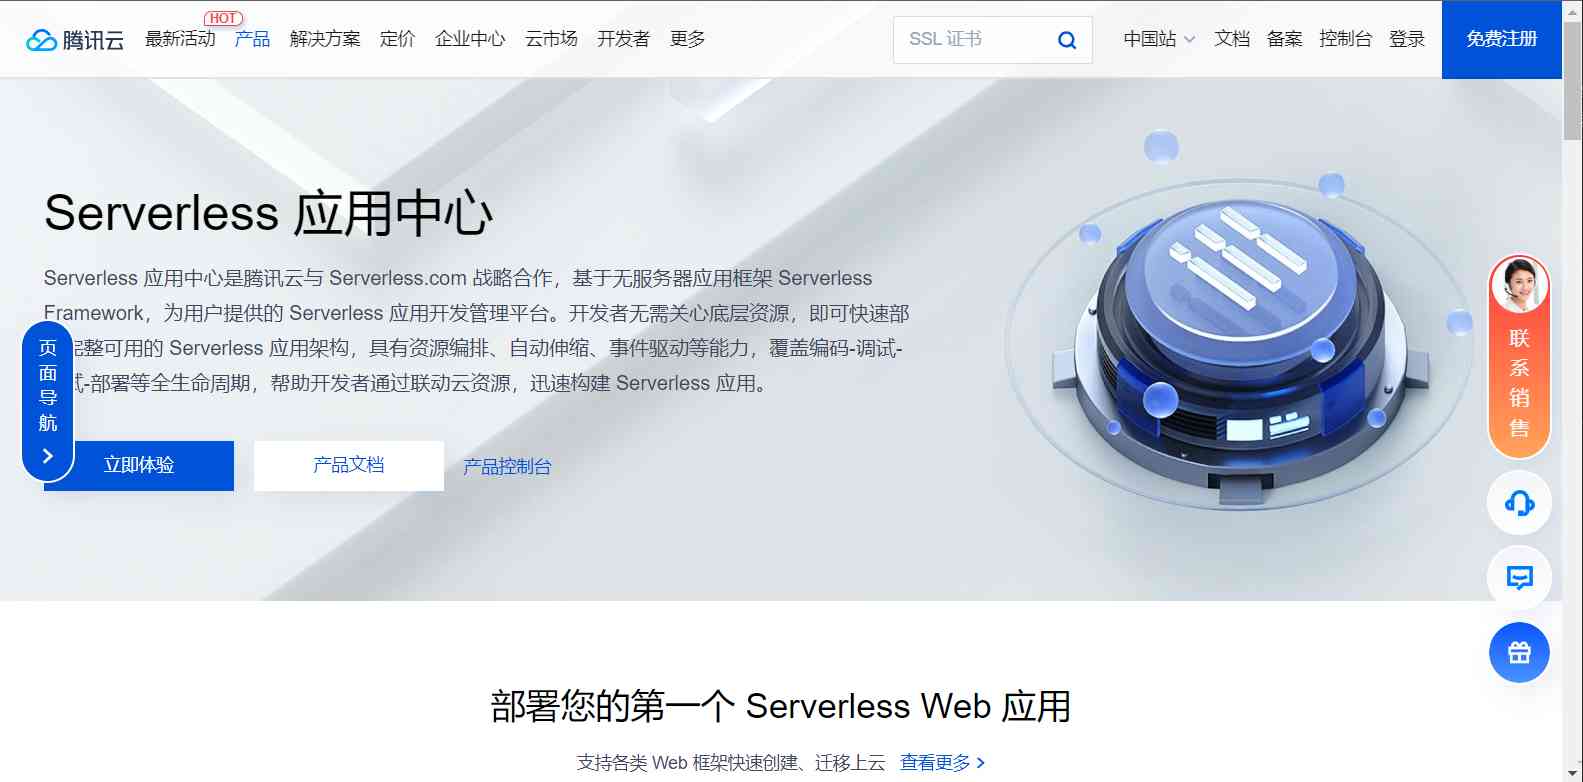 HOT
腾讯云 最新活动 产品 解决方案 定价 企业中心 云市场 开发者 更多 SSL 证书 中国站 文档 备案 控制台 登录 免费注册
Serverless 应用中心
Serverless 应用中心是腾讯云与 Serverless.com 战略合作，基于无服务器应用框架 Serverless
Framework，为用户提供的 Serverless 应用开发管理平台。开发者无需关心底层资源，即可快速部
完整可用的 Serverless 应用架构，具有资源编排、自动伸缩、事件驱动等能力，覆盖编码-调试-
试-部署等全生命周期，帮助开发者通过联动云资源，迅速构建 Serverless 应用。
页面导航
立即体验 产品文档 产品控制台
联系销售
部署您的第一个 Serverless Web 应用
支持各类 Web 框架快速创建、迁移上云 查看更多